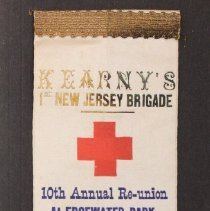 KEARNY'S
1ST NEW JERSEY BRIGADE
10th Annual Re-union
At EDGEWATER PARK